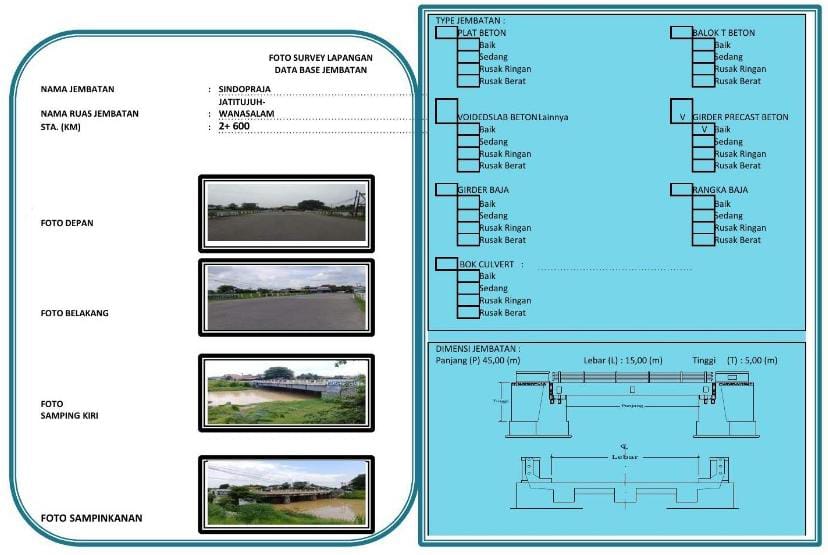 FOTO SURVEY LAPANGAN
DATA BASE JEMBATAN
NAMA JEMBATAN : SINDOPRAJA
JATITUJUH-
NAMA RUAS JEMBATAN : WANASALAM
STA. (KM) : 2+ 600
FOTO DEPAN
FOTO BELAKANG
FOTO
SAMPING KIRI
FOTO SAMPINKANAN
TYPE JEMBATAN :
PLAT BETON
Baik
Sedang
Rusak Ringan
Rusak Berat
BALOK T BETON
Baik
Sedang
Rusak Ringan
Rusak Berat
VOIDEDSLAB BETON Lainnya
Baik
Sedang
Rusak Ringan
Rusak Berat
V GIRDER PRECAST BETON
V Baik
Sedang
Rusak Ringan
Rusak Berat
GIRDER BAJA
Baik
Sedang
Rusak Ringan
Rusak Berat
RANGKA BAJA
Baik
Sedang
Rusak Ringan
Rusak Berat
BOK CULVERT :
Baik
Sedang
Rusak Ringan
Rusak Berat
DIMENSI JEMBATAN :
Panjang (P) 45,00 (m) Lebar (L) : 15,00 (m) Tinggi (T) : 5,00 (m)
Tinggi
Panjang
Lebar